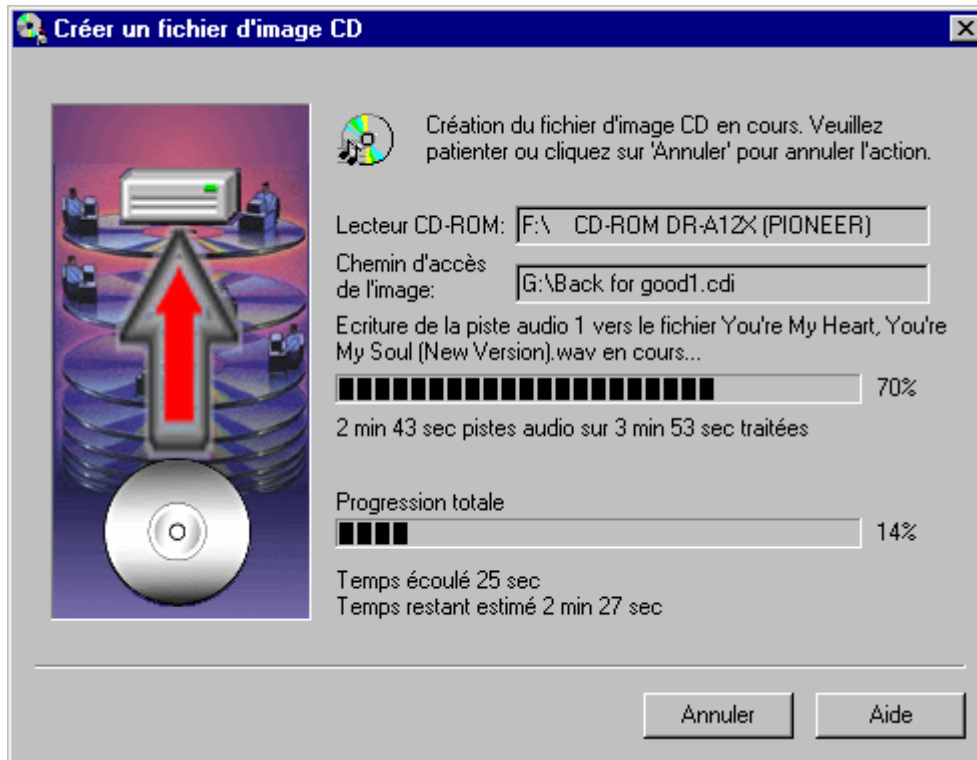 Créer un fichier d'image CD
Création du fichier d'image CD en cours. Veuillez
patienter ou cliquez sur 'Annuler' pour annuler l'action.
Lecteur CD-ROM: F:\ CD-ROM DR-A12X (PIONEER)
Chemin d'accès
de l'image: G:\Back for good1.cdi
Ecriture de la piste audio 1 vers le fichier You're My Heart, You're
My Soul (New Version).wav en cours...
70%
2 min 43 sec pistes audio sur 3 min 53 sec traitées
Progression totale
14%
Temps écoulé 25 sec
Temps restant estimé 2 min 27 sec
Annuler Aide